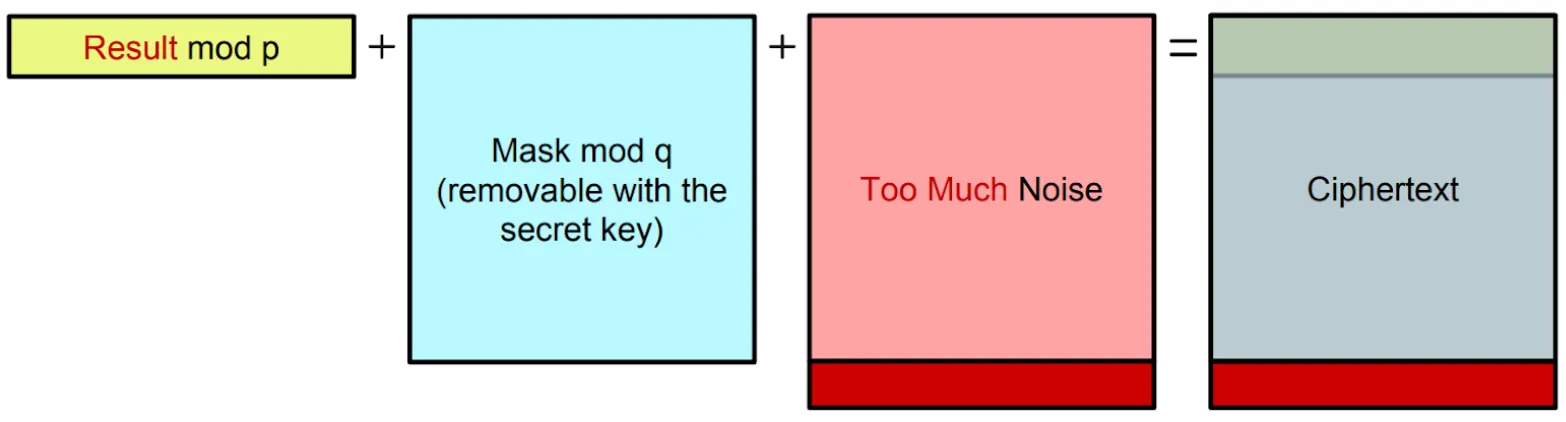 Result mod p
+
Mask mod q
(removable with the
secret key)
+
Too Much Noise
=
Ciphertext